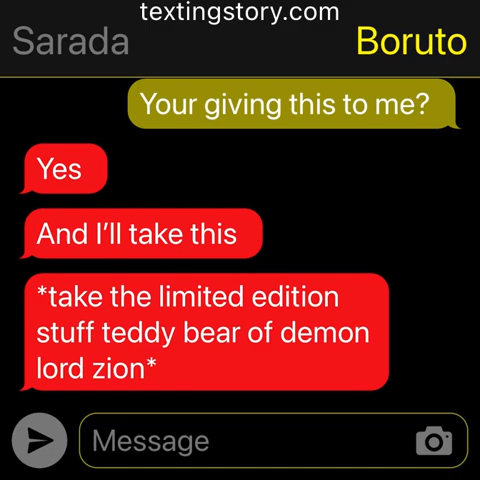 textingstory.com
Sarada Boruto
Your giving this to me?
Yes
And I'll take this
*take the limited edition
stuff teddy bear of demon
lord zion*
Message